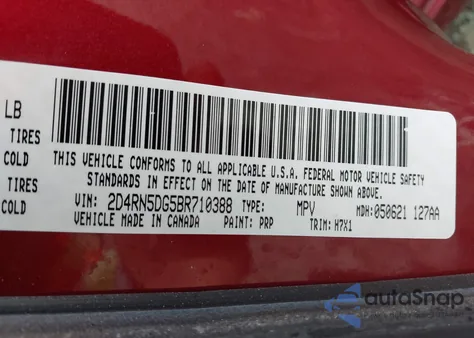 LB
TIRES
COLD
THIS VEHICLE CONFORMS TO ALL APPLICABLE U.S.A. FEDERAL MOTOR VEHICLE SAFETY
STANDARDS IN EFFECT ON THE DATE OF MANUFACTURE SHOWN ABOVE.
TIRES
VIN: 2D4RN5DG5BR710388 TYPE: MPV MDH: 050621 127AA
COLD
VEHICLE MADE IN CANADA PAINT: PRP TRIM: H7X1
autoSnap